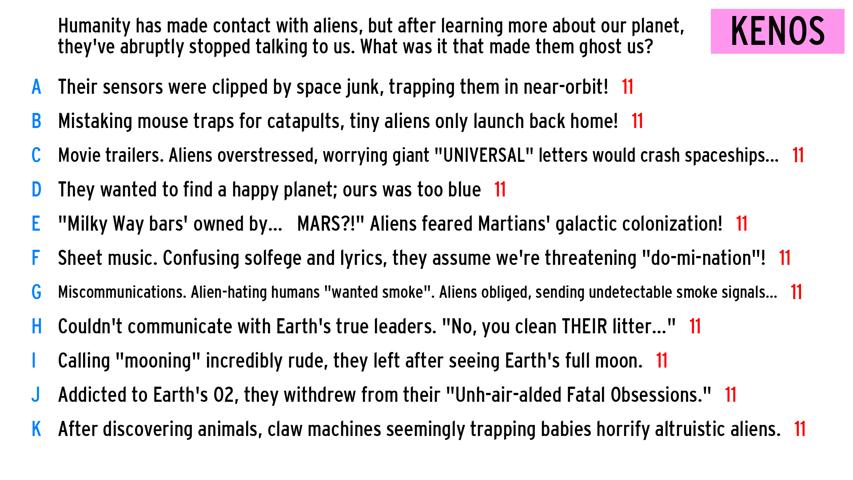 Humanity has made contact with aliens, but after learning more about our planet,
they've abruptly stopped talking to us. What was it that made them ghost us?
KENOS
A Their sensors were clipped by space junk, trapping them in near-orbit! 11
B Mistaking mouse traps for catapults, tiny aliens only launch back home! 11
C Movie trailers. Aliens overstressed, worrying giant "UNIVERSAL" letters would crash spaceships... 11
D They wanted to find a happy planet; ours was too blue 11
E "Milky Way bars' owned by... MARS?!" Aliens feared Martians' galactic colonization! 11
F Sheet music. Confusing solfege and lyrics, they assume we're threatening "do-mi-nation"! 11
G Miscommunications. Alien-hating humans "wanted smoke". Aliens obliged, sending undetectable smoke signals... 11
H Couldn't communicate with Earth's true leaders. "No, you clean THEIR litter..." 11
I Calling "mooning" incredibly rude, they left after seeing Earth's full moon. 11
J Addicted to Earth's O2, they withdrew from their "Unh-air-alded Fatal Obsessions." 11
K After discovering animals, claw machines seemingly trapping babies horrify altruistic aliens. 11